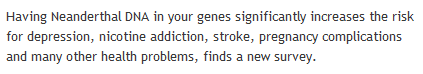 Having Neanderthal DNA in your genes significantly increases the risk
for depression, nicotine addiction, stroke, pregnancy complications
and many other health problems, finds a new survey.